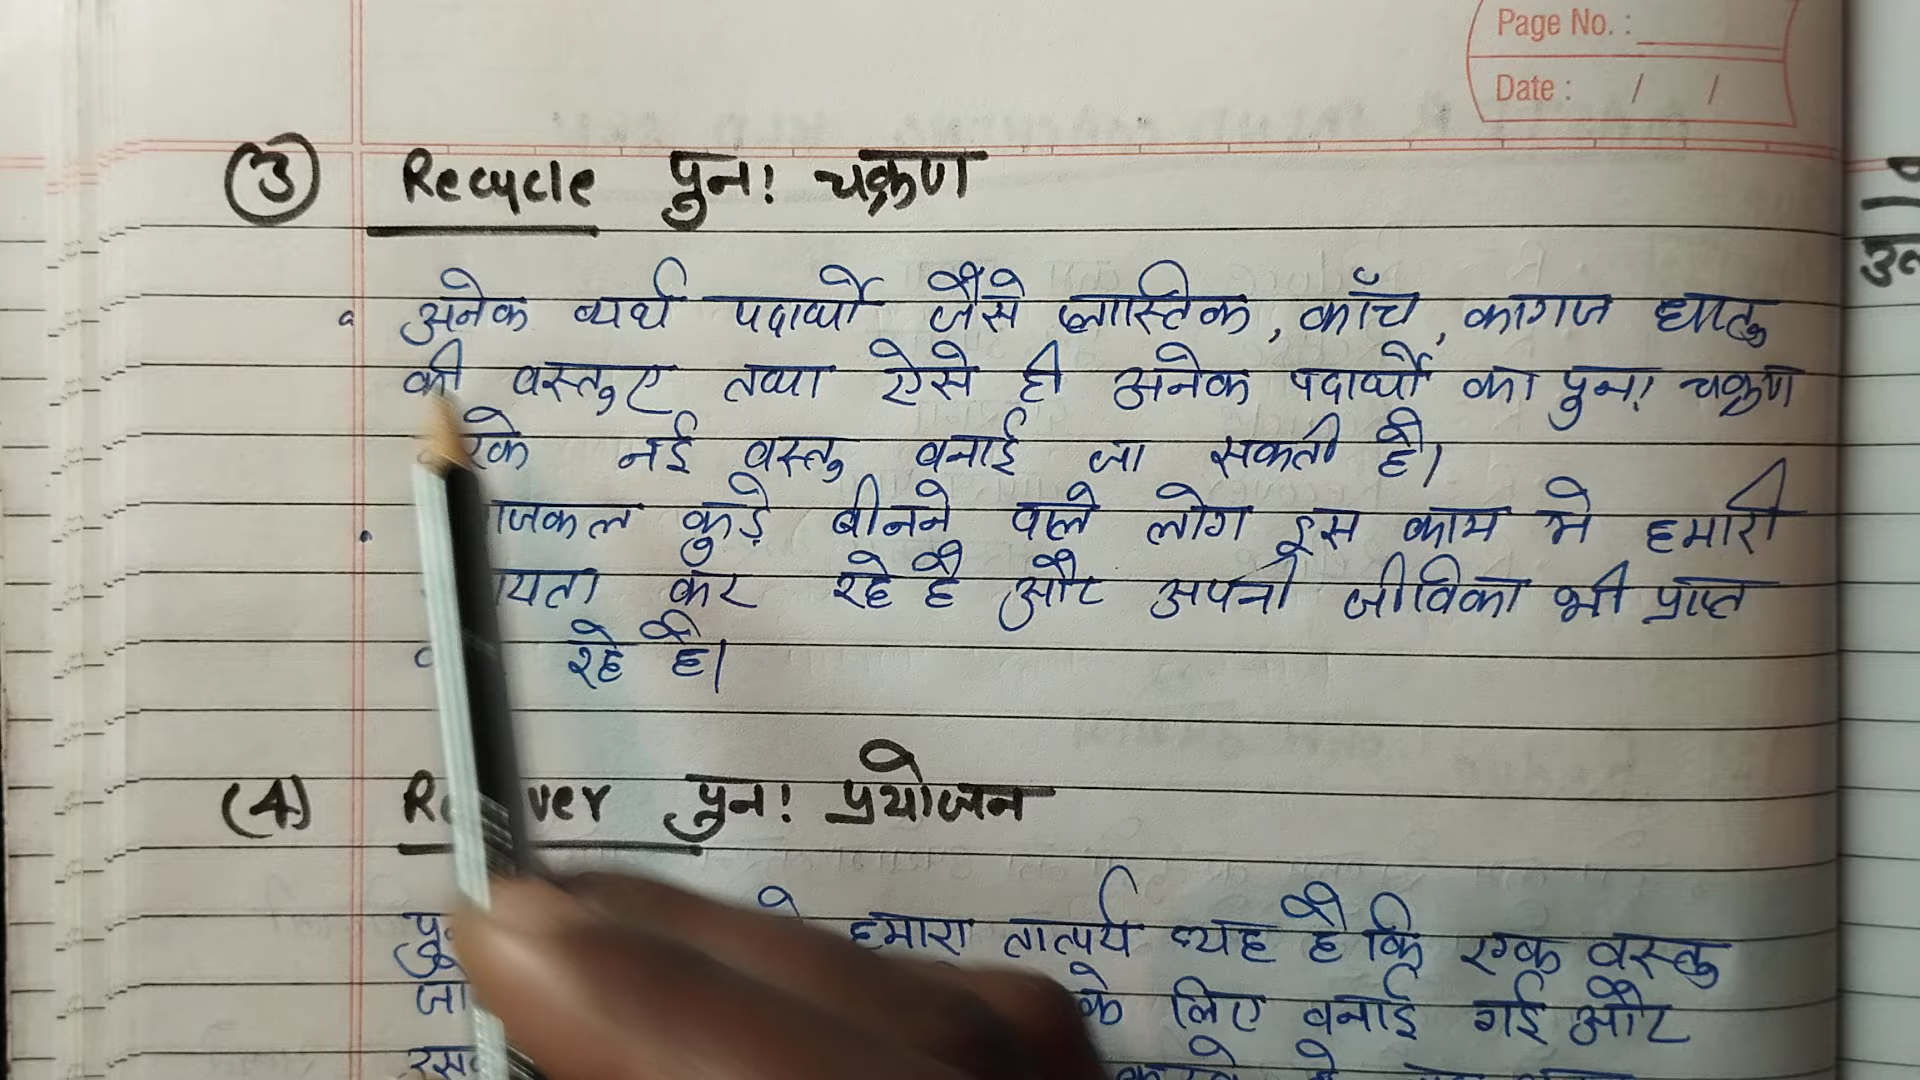 Page No. :
Date : / /
(3) Recycle पुन! चक्रण
अनेक व्यर्थ पदार्थो जैसे प्लास्टिक, काँच, कागज धातु
की वस्तुए तथा ऐसे ही अनेक पदार्थो का पुन! चक्रण
रके नई वस्तु बनाई जा सकती है।
जकल कुड़े बीनने वाले लोग इस काम मे हमारी
यता कर रहे है और अपनी जीविका भी प्राप्त
रहे है।
(4) पुन! प्रयोजन
हमारा तात्पर्य यह है कि एक वस्तु
के लिए बनाई गई और